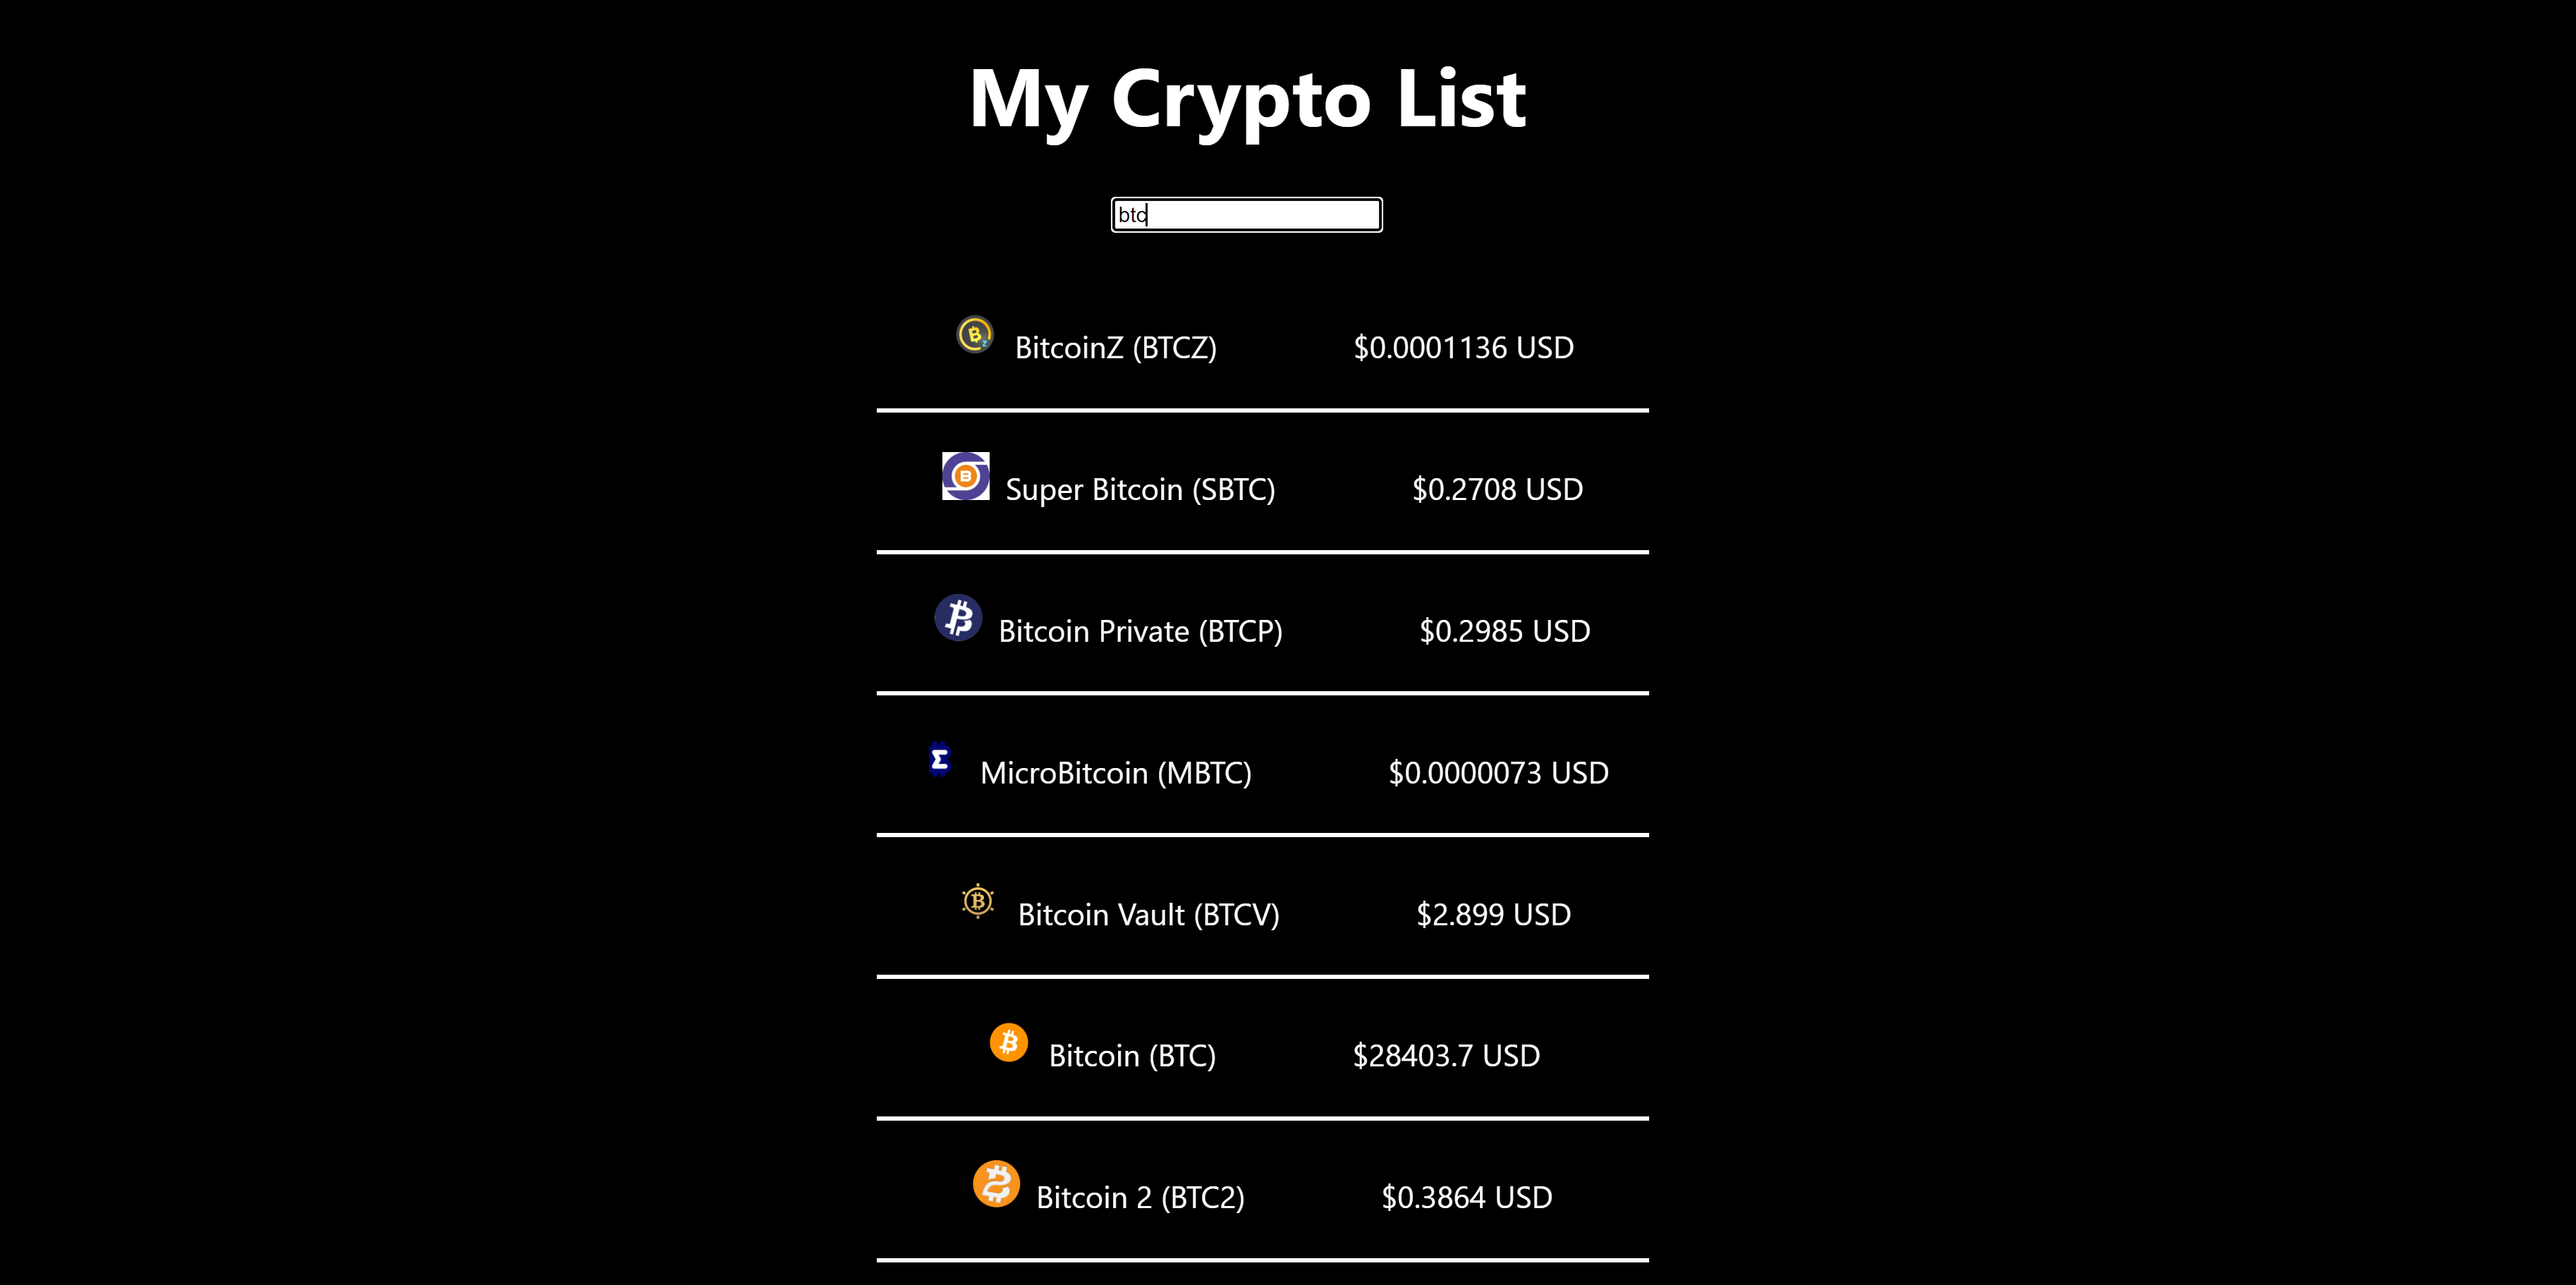 My Crypto List
btc
BitcoinZ (BTCZ) $0.0001136 USD
Super Bitcoin (SBTC) $0.2708 USD
Bitcoin Private (BTCP) $0.2985 USD
MicroBitcoin (MBTC) $0.0000073 USD
Bitcoin Vault (BTCV) $2.899 USD
Bitcoin (BTC) $28403.7 USD
Bitcoin 2 (BTC2) $0.3864 USD